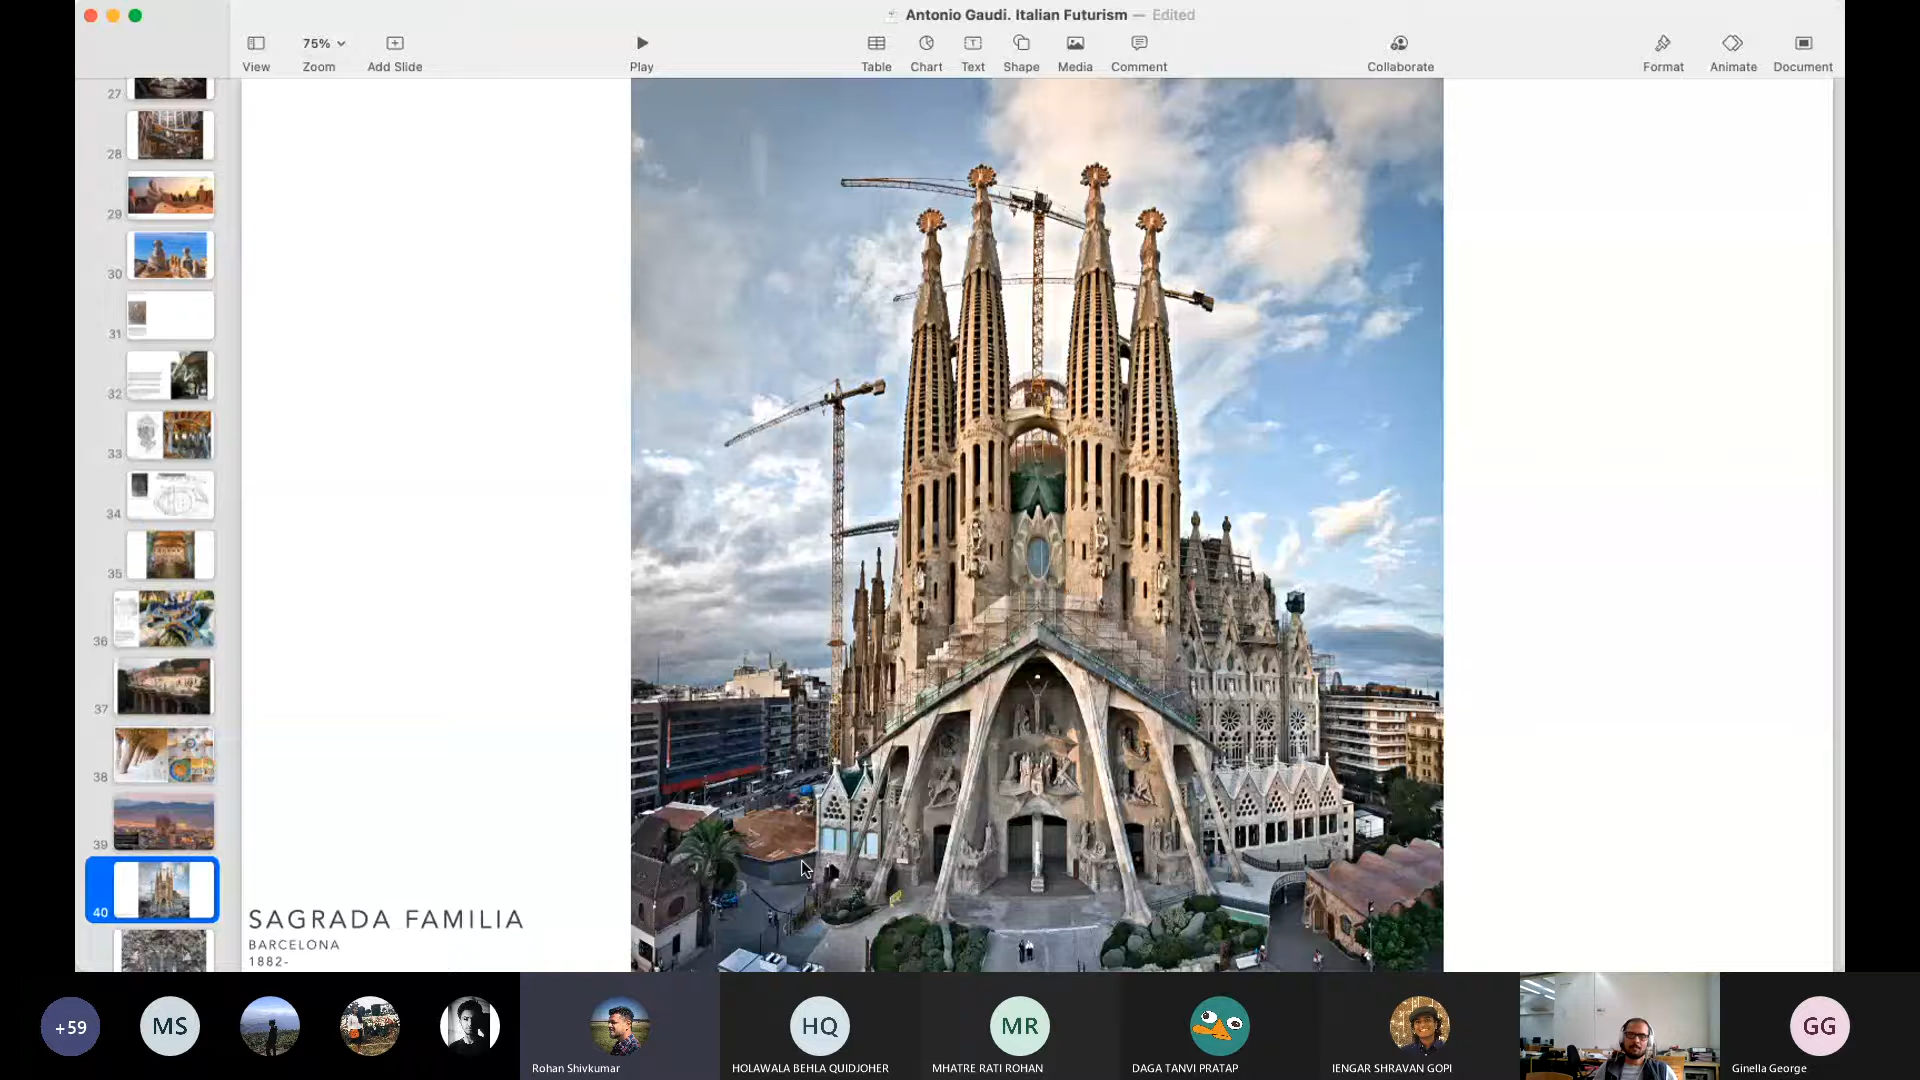 Antonio Gaudi. Italian Futurism — Edited
75%
View
Zoom
Add Slide
Play
Table
Chart
Text
Shape
Media
Comment
Collaborate
Format
Animate
Document
27
28
29
30
31
32
33
34
35
36
37
38
39
40
SAGRADA FAMILIA
BARCELONA
1882-
+59
MS
HQ
MR
GG
Rohan Shivkumar
HOLAWALA BEHLA QUIDJOHER
MHATRE RATI ROHAN
DAGA TANVI PRATAP
IENGAR SHRAVAN GOPI
Ginella George